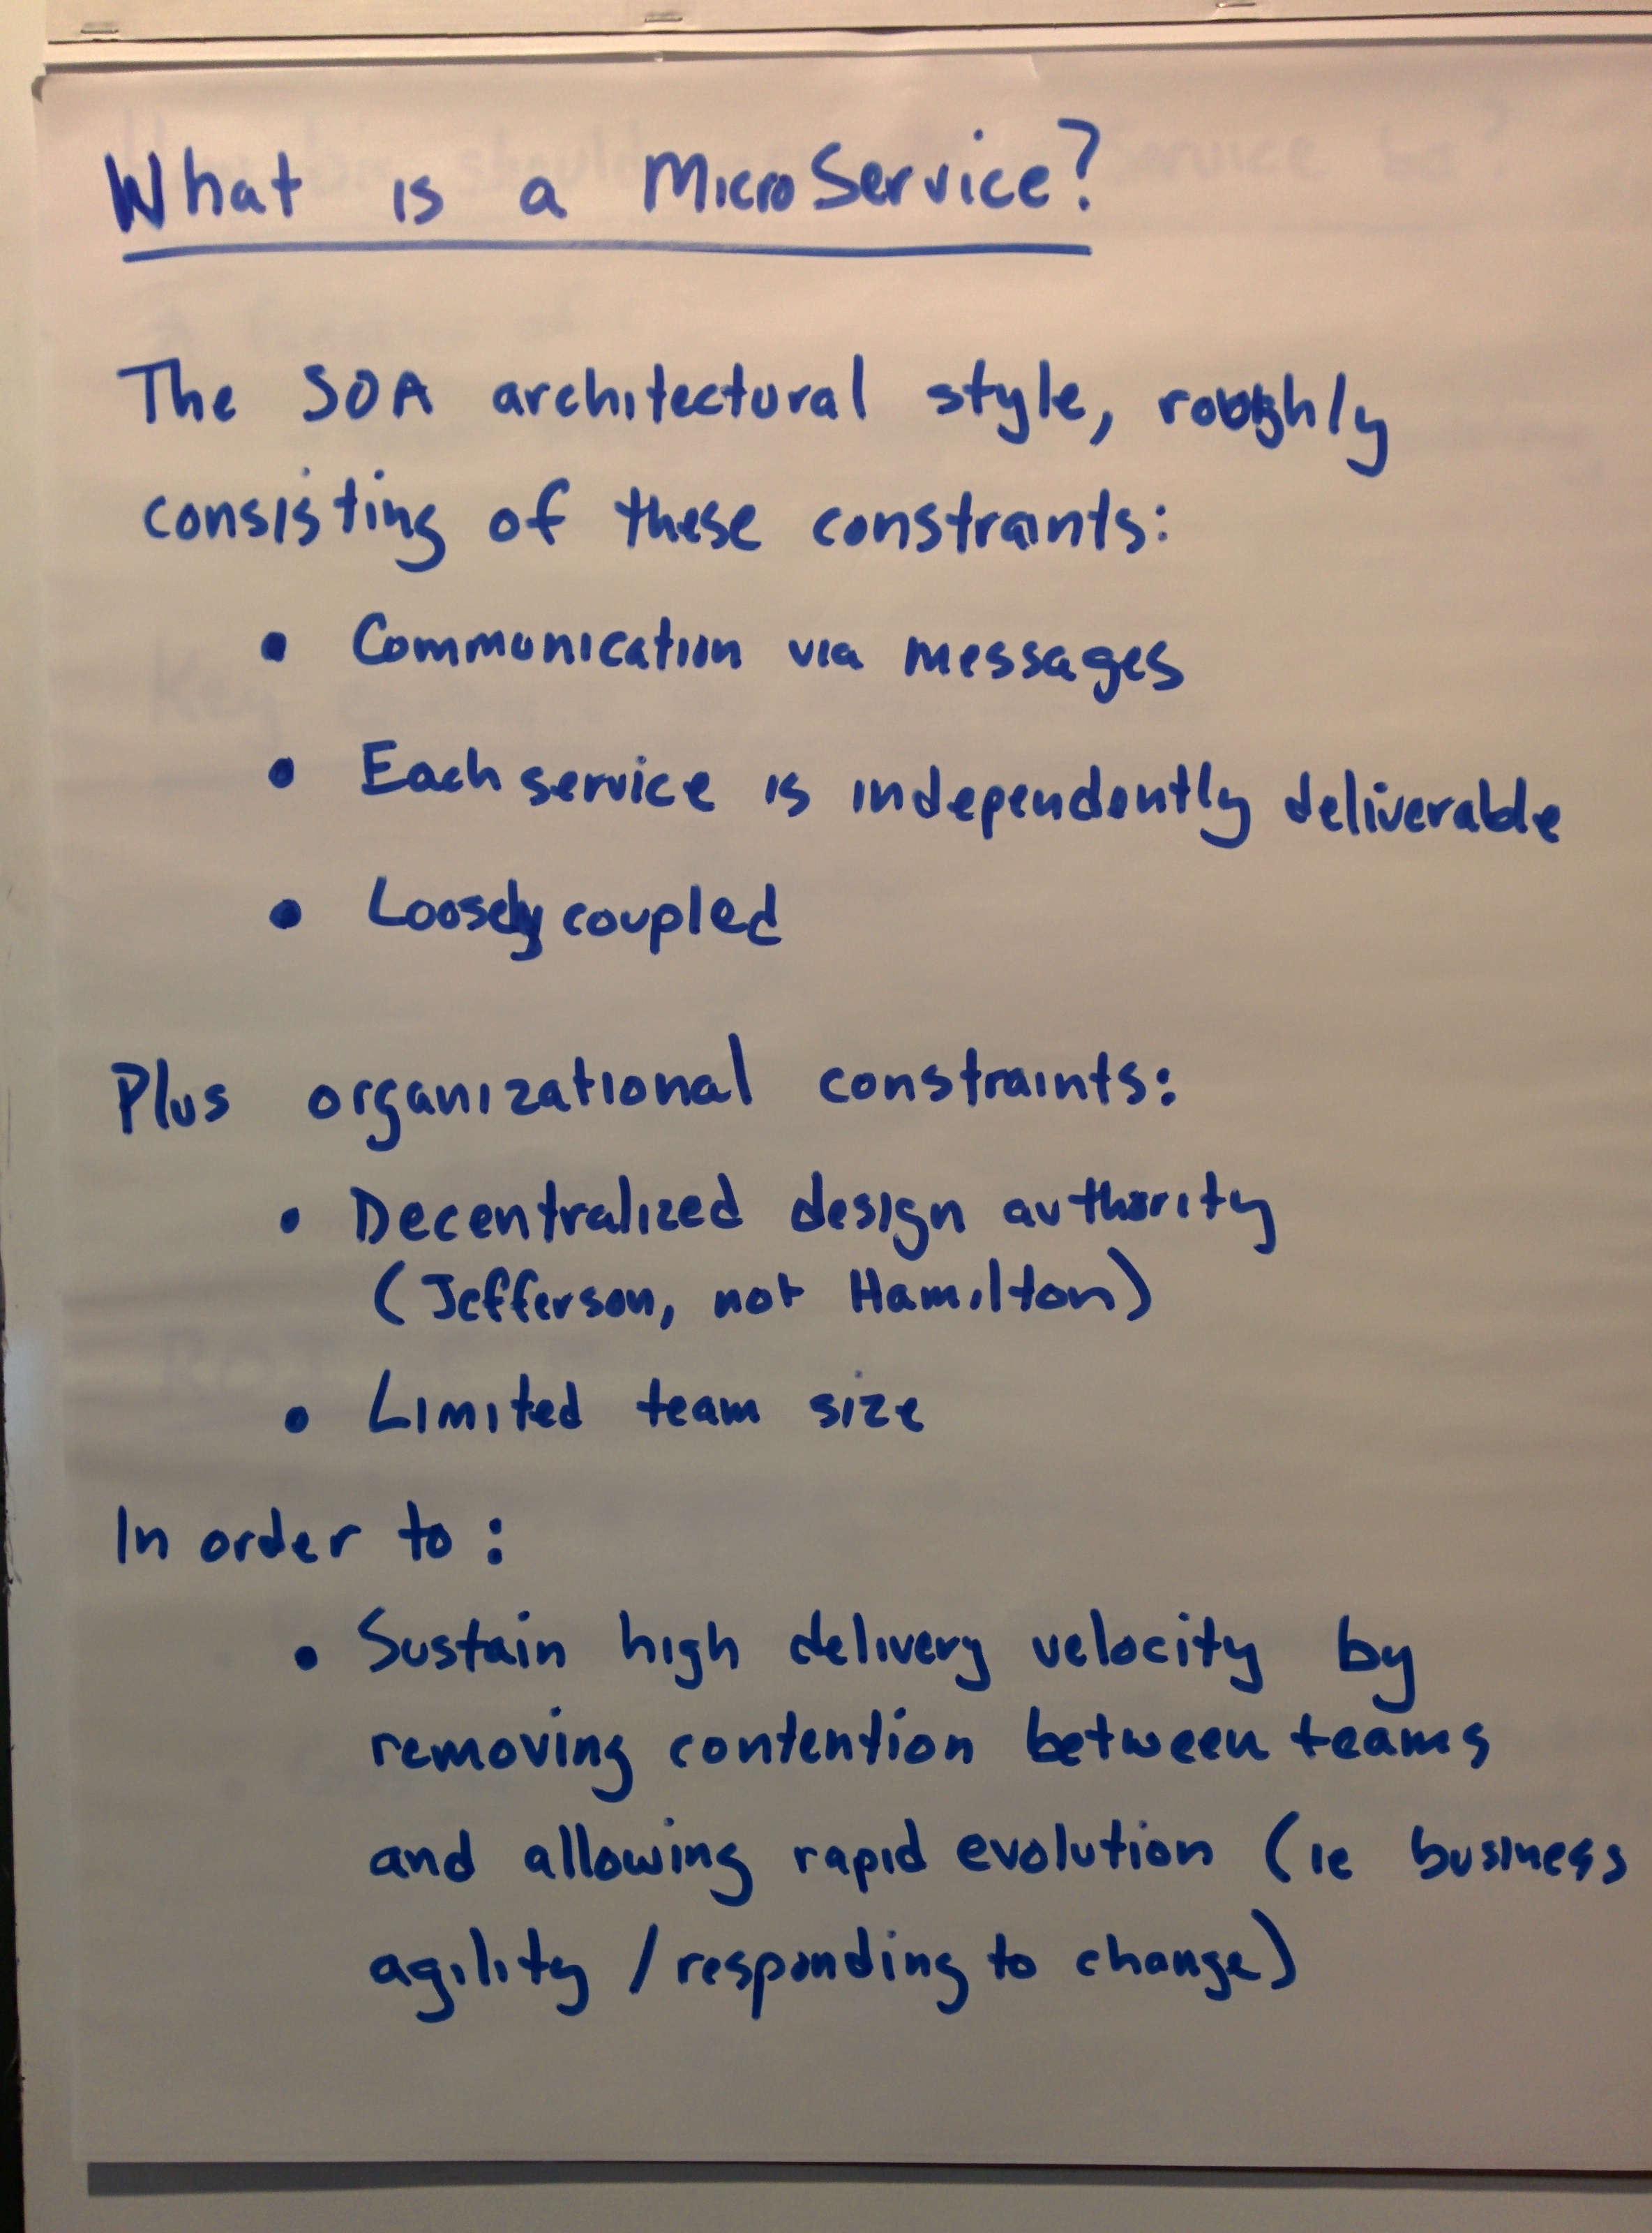 What is a MicroService?
The SOA architectural style, roughly
consisting of these constraints:
• Communication via messages
• Each service is independently deliverable
• Loosely coupled
Plus organizational constraints:
• Decentralized design authority
(Jefferson, not Hamilton)
• Limited team size
In order to:
• Sustain high delivery velocity by
removing contention between teams
and allowing rapid evolution (ie business
agility / responding to change)